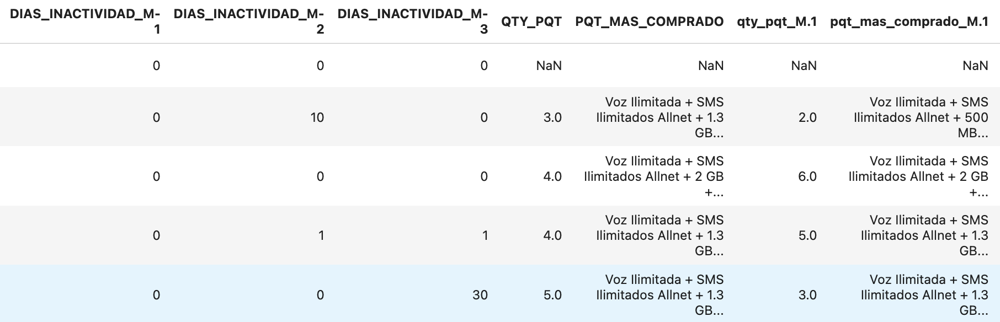 DIAS_INACTIVIDAD_M-1 DIAS_INACTIVIDAD_M-2 DIAS_INACTIVIDAD_M-3 QTY_PQT PQT_MAS_COMPRADO qty_pqt_M.1 pqt_mas_comprado_M.1
0 0 0 NaN NaN NaN NaN
0 10 0 3.0 Voz Ilimitada + SMS Ilimitados Allnet + 1.3 GB... 2.0 Voz Ilimitada + SMS Ilimitados Allnet + 500 MB...
0 0 0 4.0 Voz Ilimitada + SMS Ilimitados Allnet + 2 GB +... 6.0 Voz Ilimitada + SMS Ilimitados Allnet + 2 GB +...
0 1 1 4.0 Voz Ilimitada + SMS Ilimitados Allnet + 1.3 GB... 5.0 Voz Ilimitada + SMS Ilimitados Allnet + 1.3 GB...
0 0 30 5.0 Voz Ilimitada + SMS Ilimitados Allnet + 1.3 GB... 3.0 Voz Ilimitada + SMS Ilimitados Allnet + 1.3 GB...